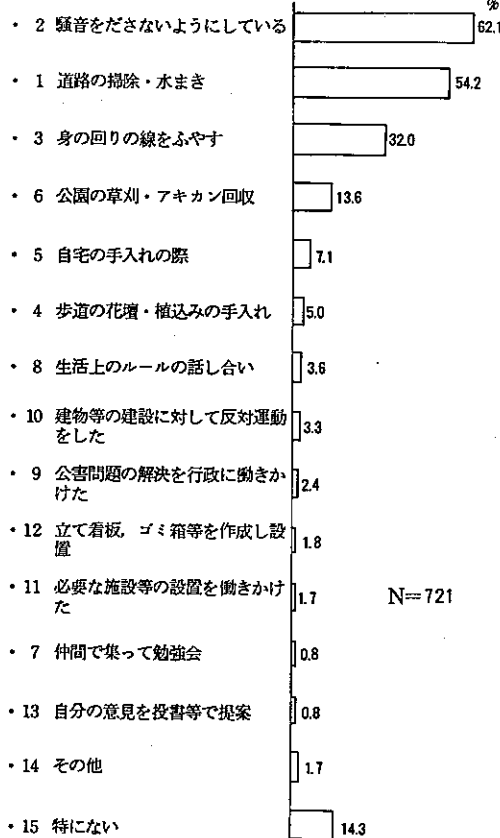 %
・ 2 騒音をださないようにしている 62.1
・ 1 道路の掃除・水まき 54.2
・ 3 身の回りの線をふやす 32.0
・ 6 公園の草刈・アキカン回収 13.6
・ 5 自宅の手入れの際 7.1
・ 4 歩道の花壇・植込みの手入れ 5.0
・ 8 生活上のルールの話し合い 3.6
・ 10 建物等の建設に対して反対運動
をした 3.3
・ 9 公害問題の解決を行政に働きか
けた 2.4
・ 12 立て看板，ゴミ箱等を作成し設
置 1.8
・ 11 必要な施設等の設置を働きかけ
た 1.7
N=721
・ 7 仲間で集って勉強会 0.8
・ 13 自分の意見を投書等で提案 0.8
・ 14 その他 1.7
・ 15 特にない 14.3